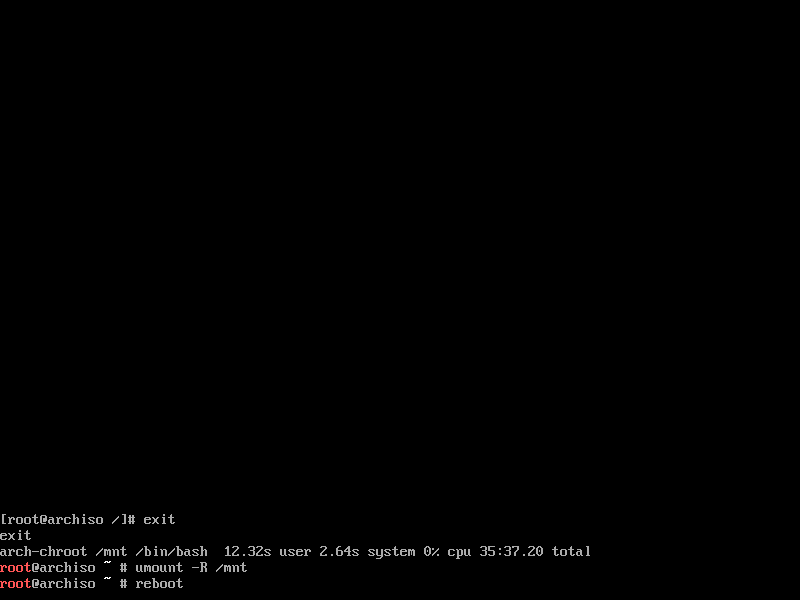 [root@archiso /]# exit
exit
arch-chroot /mnt /bin/bash  12.32s user 2.64s system 0% cpu 35:37.20 total
root@archiso ~ # umount -R /mnt
root@archiso ~ # reboot